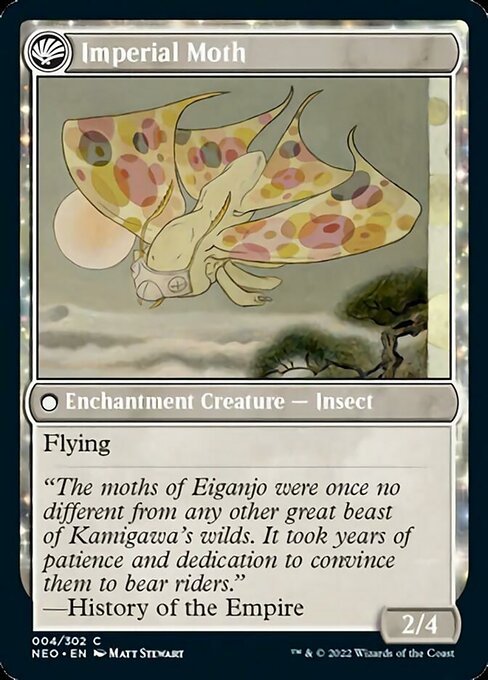 Imperial Moth
Enchantment Creature — Insect
Flying
“The moths of Eiganjo were once no
different from any other great beast
of Kamigawa’s wilds. It took years of
patience and dedication to convince
them to bear riders.”
—History of the Empire
2/4
004/302 C
NEO • EN Matt Stewart
™ & © 2022 Wizards of the Coast